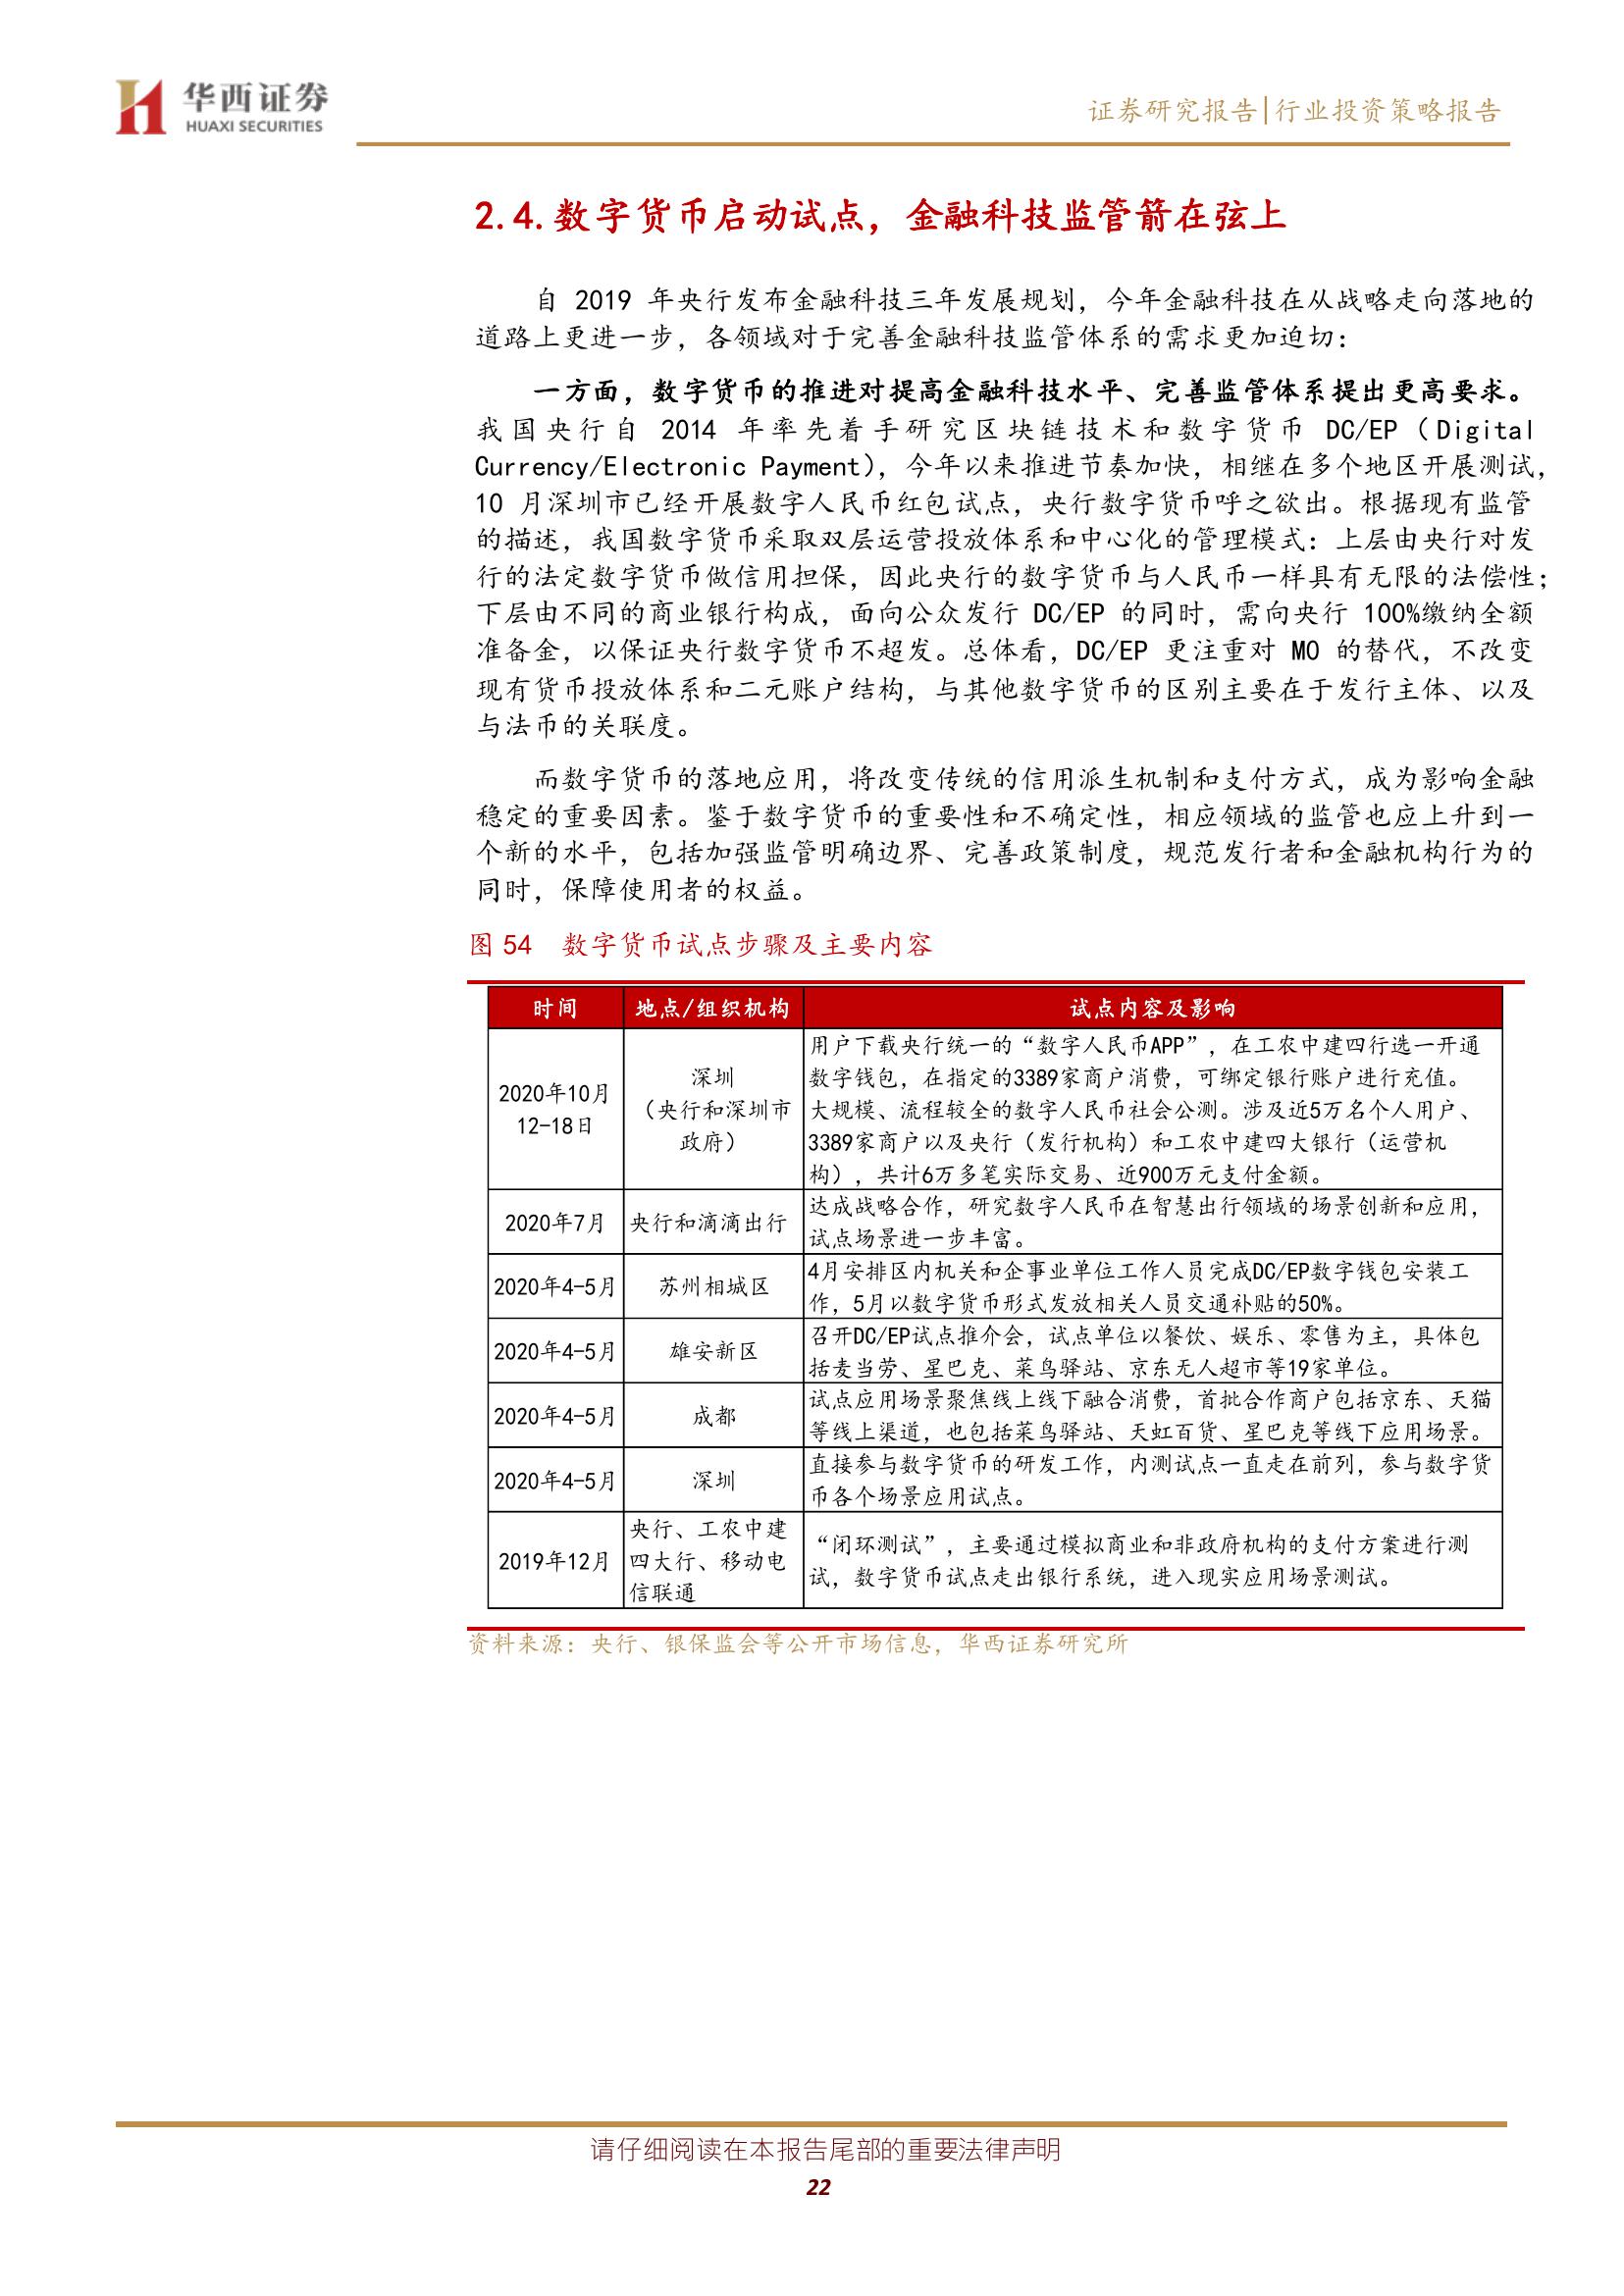 华西证券
HUAXI SECURITIES
证券研究报告|行业投资策略报告
2.4.数字货币启动试点，金融科技监管箭在弦上
自 2019 年央行发布金融科技三年发展规划，今年金融科技在从战略走向落地的
道路上更进一步，各领域对于完善金融科技监管体系的需求更加迫切：
一方面，数字货币的推进对提高金融科技水平、完善监管体系提出更高要求。
我国央行自 2014 年率先着手研究区块链技术和数字货币 DC/EP（Digital
Currency/Electronic Payment），今年以来推进节奏加快，相继在多个地区开展测试，
10 月深圳市已经开展数字人民币红包试点，央行数字货币呼之欲出。根据现有监管
的描述，我国数字货币采取双层运营投放体系和中心化的管理模式：上层由央行对发
行的法定数字货币做信用担保，因此央行的数字货币与人民币一样具有无限的法偿性；
下层由不同的商业银行构成，面向公众发行 DC/EP 的同时，需向央行 100%缴纳全额
准备金，以保证央行数字货币不超发。总体看，DC/EP 更注重对 M0 的替代，不改变
现有货币投放体系和二元账户结构，与其他数字货币的区别主要在于发行主体、以及
与法币的关联度。
而数字货币的落地应用，将改变传统的信用派生机制和支付方式，成为影响金融
稳定的重要因素。鉴于数字货币的重要性和不确定性，相应领域的监管也应上升到一
个新的水平，包括加强监管明确边界、完善政策制度，规范发行者和金融机构行为的
同时，保障使用者的权益。
图 54 数字货币试点步骤及主要内容
时间 地点/组织机构 试点内容及影响
2020年10月
12-18日
深圳
（央行和深圳市
政府）
用户下载央行统一的“数字人民币APP”，在工农中建四行选一开通
数字钱包，在指定的3389家商户消费，可绑定银行账户进行充值。
大规模、流程较全的数字人民币社会公测。涉及近5万名个人用户、
3389家商户以及央行（发行机构）和工农中建四大银行（运营机
构），共计6万多笔实际交易、近900万元支付金额。
2020年7月
央行和滴滴出行
达成战略合作，研究数字人民币在智慧出行领域的场景创新和应用，
试点场景进一步丰富。
2020年4-5月
苏州相城区
4月安排区内机关和企事业单位工作人员完成DC/EP数字钱包安装工
作，5月以数字货币形式发放相关人员交通补贴的50%。
2020年4-5月
雄安新区
召开DC/EP试点推介会，试点单位以餐饮、娱乐、零售为主，具体包
括麦当劳、星巴克、菜鸟驿站、京东无人超市等19家单位。
2020年4-5月
成都
试点应用场景聚焦线上线下融合消费，首批合作商户包括京东、天猫
等线上渠道，也包括菜鸟驿站、天虹百货、星巴克等线下应用场景。
2020年4-5月
深圳
直接参与数字货币的研发工作，内测试点一直走在前列，参与数字货
币各个场景应用试点。
2019年12月
央行、工农中建
四大行、移动电
信联通
“闭环测试”，主要通过模拟商业和非政府机构的支付方案进行测
试，数字货币试点走出银行系统，进入现实应用场景测试。
资料来源：央行、银保监会等公开市场信息，华西证券研究所
请仔细阅读在本报告尾部的重要法律声明
22